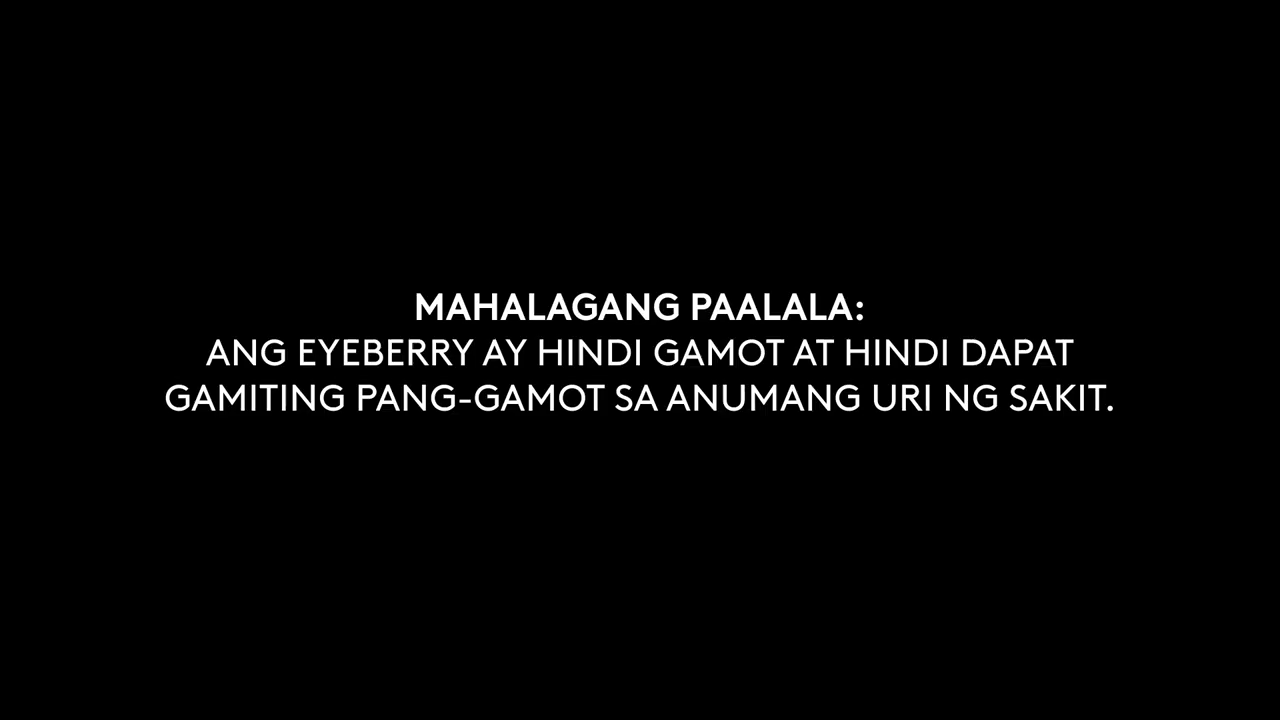 MAHALAGANG PAALALA:
ANG EYEBERRY AY HINDI GAMOT AT HINDI DAPAT
GAMITING PANG-GAMOT SA ANUMANG URI NG SAKIT.